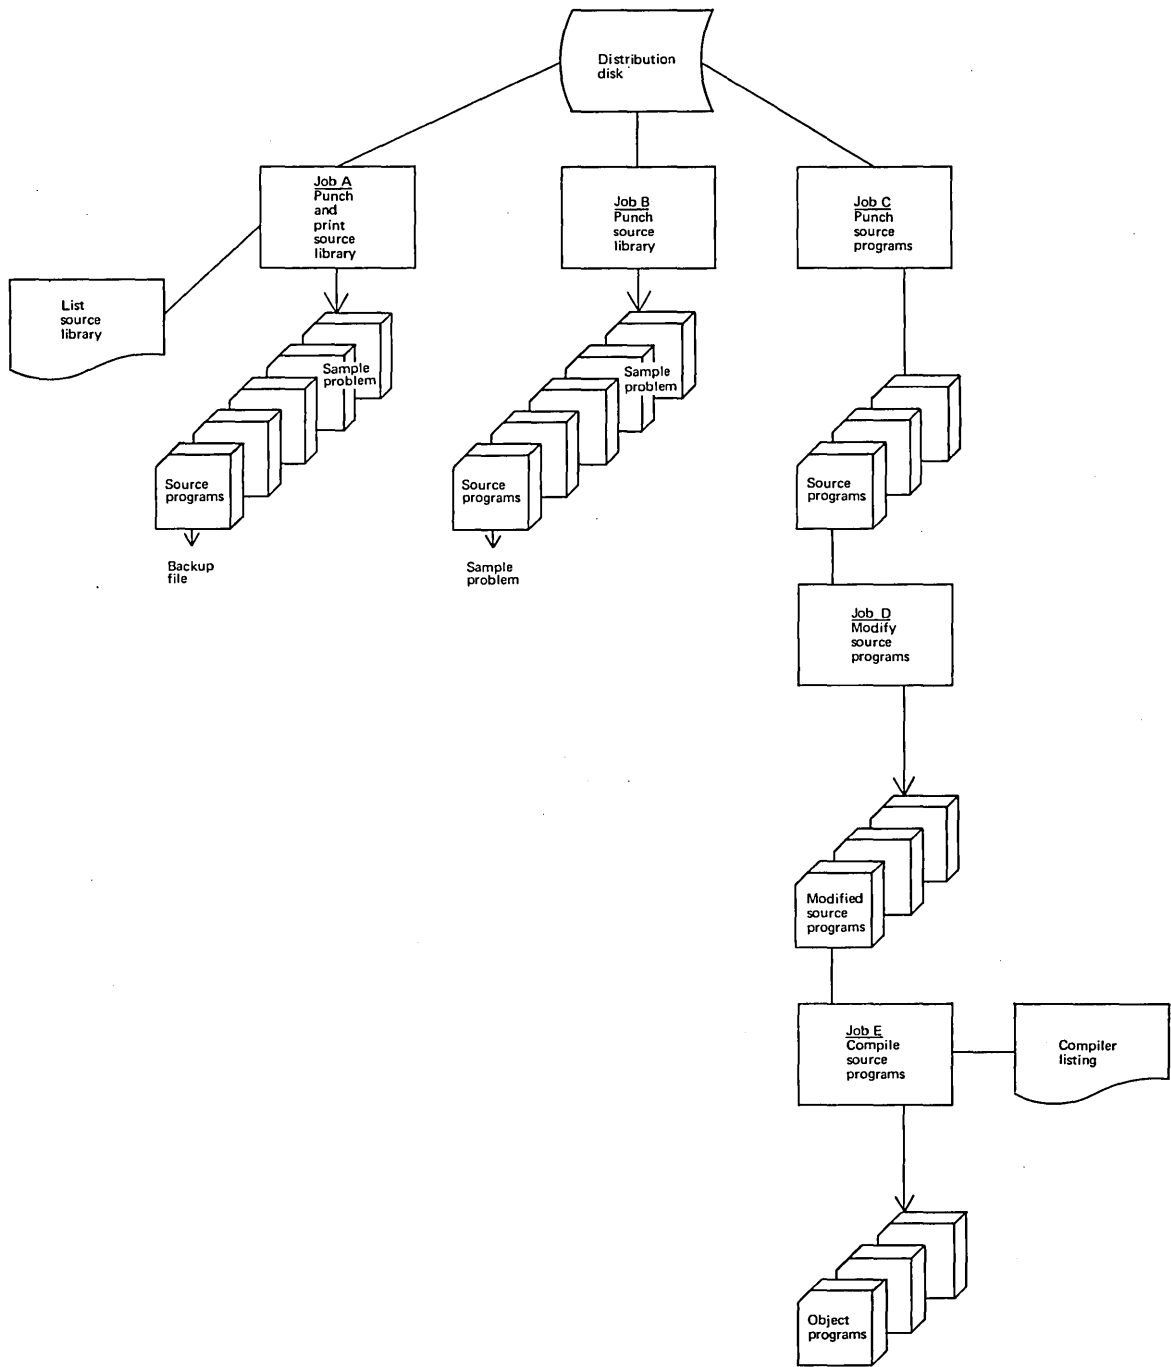 Distribution
disk
Job A
Punch
and
print
source
library
Job B
Punch
source
library
Job C
Punch
source
programs
List
source
library
Sample
problem
Source
programs
Backup
file
Sample
problem
Source
programs
Sample
problem
Source
programs
Job D
Modify
source
programs
Modified
source
programs
Job E
Compile
source
programs
Compiler
listing
Object
programs